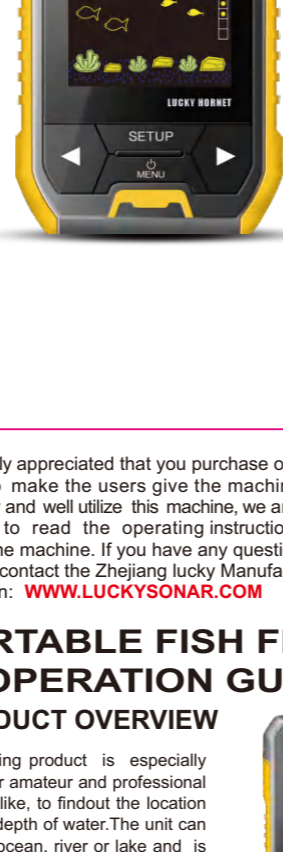 LUCKY HORNET
SETUP
MENU
ly appreciated that you purchase o
make the users give the machin
and well utilize this machine, we ar
to read the operating instructio
ne machine. If you have any questi
contact the Zhejiang lucky Manufa
n: WWW.LUCKYSONAR.COM
RTABLE FISH F
OPERATION GU
DUCT OVERVIEW
ing product is especially
r amateur and professional
like, to findout the location
depth of water.The unit can
ocean, river or lake and is